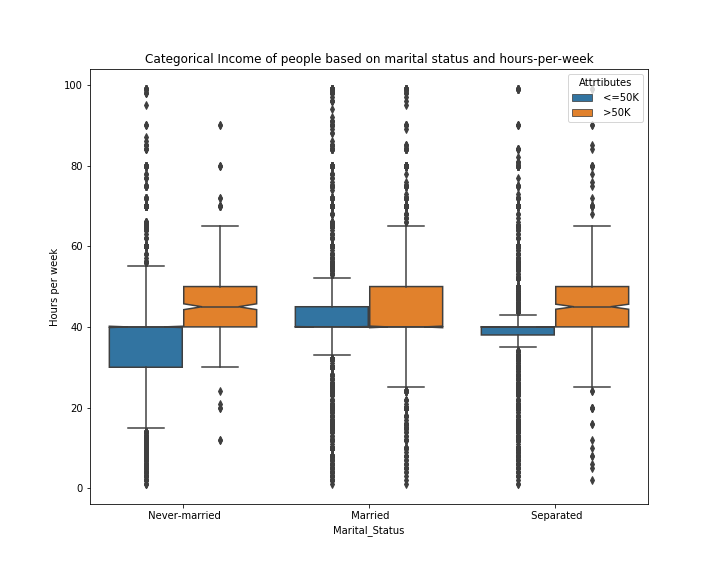 Categorical Income of people based on marital status and hours-per-week
Attrtibutes
<=50K
>50K
Hours per week
100
80
60
40
20
0
Never-married Married Separated
Marital_Status